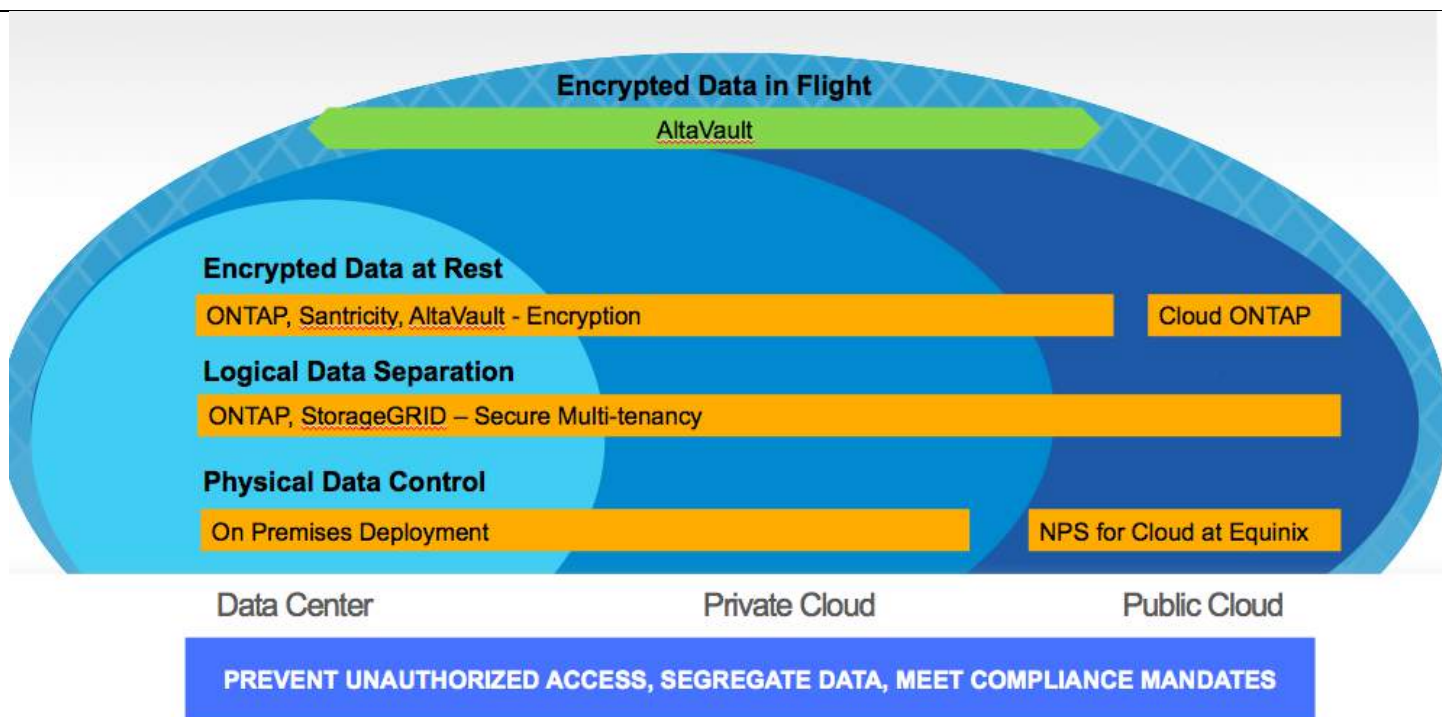 Encrypted Data in Flight
AltaVault
Encrypted Data at Rest
ONTAP, Santricity, AltaVault - Encryption
Cloud ONTAP
Logical Data Separation
ONTAP, StorageGRID – Secure Multi-tenancy
Physical Data Control
On Premises Deployment
NPS for Cloud at Equinix
Data Center
Private Cloud
Public Cloud
PREVENT UNAUTHORIZED ACCESS, SEGREGATE DATA, MEET COMPLIANCE MANDATES